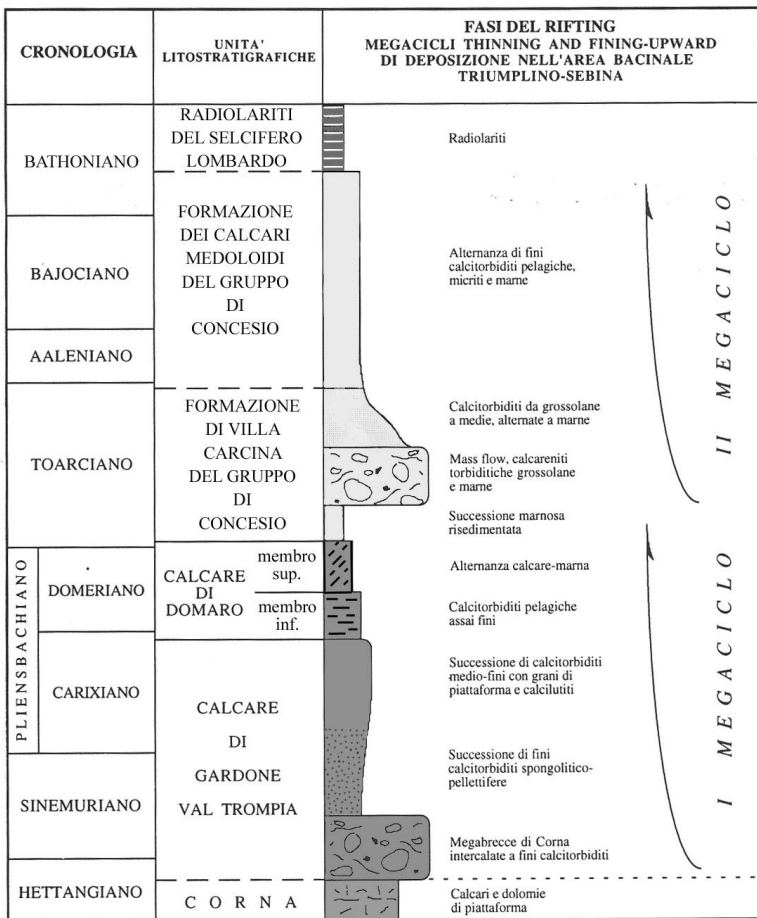 CRONOLOGIA
UNITA'
LITOSTRATIGRAFICHE
FASI DEL RIFTING
MEGACICLI THINNING AND FINING-UPWARD
DI DEPOSIZIONE NELL'AREA BACINALE
TRIUMPLINO-SEBINA
BATHONIANO
BAJOCIANO
AALENIANO
TOARCIANO
PLIENSBACHIANO
DOMERIANO
CARIXIANO
SINEMURIANO
HETTANGIANO
RADIOLARITI
DEL SELCIFERO
LOMBARDO
FORMAZIONE
DEI CALCARI
MEDOLOIDI
DEL GRUPPO
DI
CONCESIO
FORMAZIONE
DI VILLA
CARCINA
DEL GRUPPO
DI
CONCESIO
CALCARE
DI
DOMARO
membro
sup.
membro
inf.
CALCARE
DI
GARDONE
VAL TROMPIA
CORNA
Radiolariti
Alternanza di fini
calcitorbiditi pelagiche,
micriti e marne
Calcitorbiditi da grossolane
a medie, alternate a marne
Mass flow, calcareniti
torbiditiche grossolane
e marne
Successione marnosa
risedimentata
Alternanza calcare-marna
Calcitorbiditi pelagiche
assai fini
Successione di calcitorbiditi
medio-fini con grani di
piattaforma e calcilutiti
Successione di fini
calcitorbiditi spongolitico-
pellettifere
Megabrecce di Corna
intercalate a fini calcitorbiditi
Calcari e dolomie
di piattaforma
II MEGACICLO
I MEGACICLO